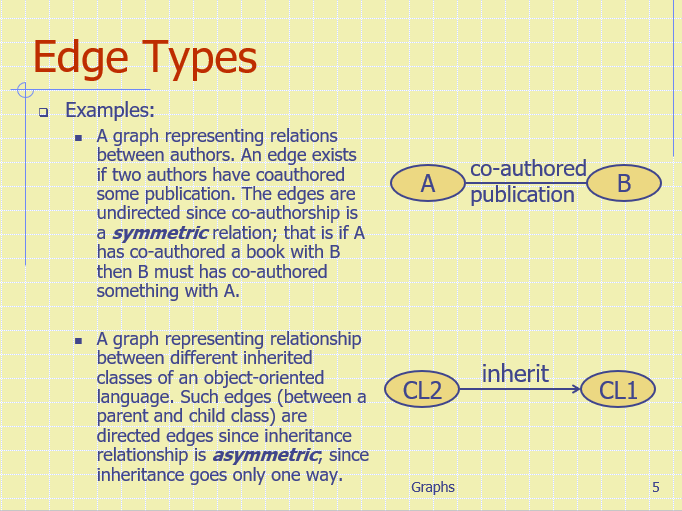 Edge Types
Examples:
A graph representing relations
between authors. An edge exists
if two authors have coauthored
some publication. The edges are
undirected since co-authorship is
a symmetric relation; that is if A
has co-authored a book with B
then B must has co-authored
something with A.
A
co-authored
publication
B
A graph representing relationship
between different inherited
classes of an object-oriented
language. Such edges (between a
parent and child class) are
directed edges since inheritance
relationship is asymmetric; since
inheritance goes only one way.
CL2
inherit
CL1
Graphs
5